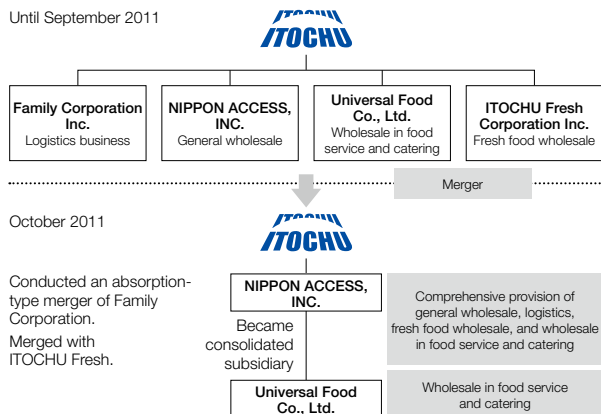 Until September 2011
ITOCHU
ITOCHU
Family Corporation
Inc.
Logistics business
NIPPON ACCESS,
INC.
General wholesale
Universal Food
Co., Ltd.
Wholesale in food
service and catering
ITOCHU Fresh
Corporation Inc.
Fresh food wholesale
Merger
October 2011
ITOCHU
ITOCHU
Conducted an absorption-
type merger of Family
Corporation.
Merged with
ITOCHU Fresh.
NIPPON ACCESS,
INC.
Became
consolidated
subsidiary
Universal Food
Co., Ltd.
Comprehensive provision of
general wholesale, logistics,
fresh food wholesale, and wholesale
in food service and catering
Wholesale in food service
and catering